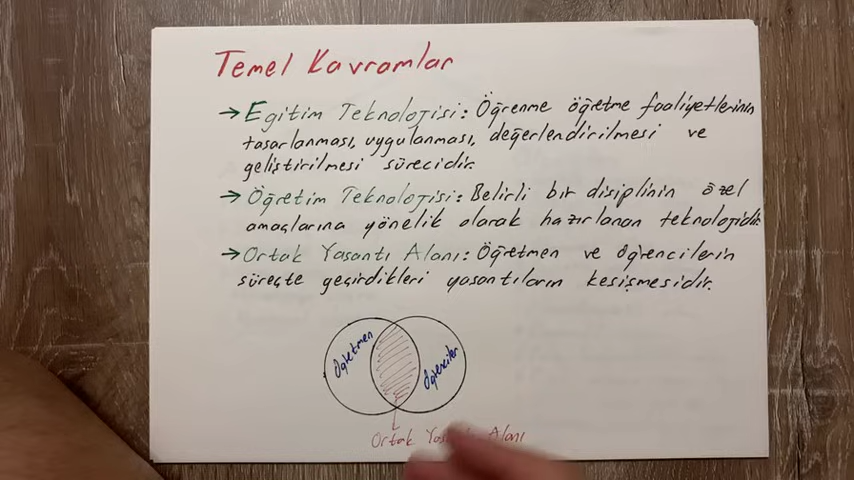 Temel Kavramlar
→ Eğitim Teknolojisi: Öğrenme öğretme faaliyetlerinin
tasarlanması, uygulanması, değerlendirilmesi ve
geliştirilmesi sürecidir.
→ Öğretim Teknolojisi: Belirli bir disiplinin özel
amaçlarına yönelik olarak hazırlanan teknolojidir.
→ Ortak Yaşantı Alanı: Öğretmen ve öğrencilerin
süreçte geçirdikleri yaşantıların kesişmesidir.
Öğretmen
Öğrenciler
Ortak Alanı